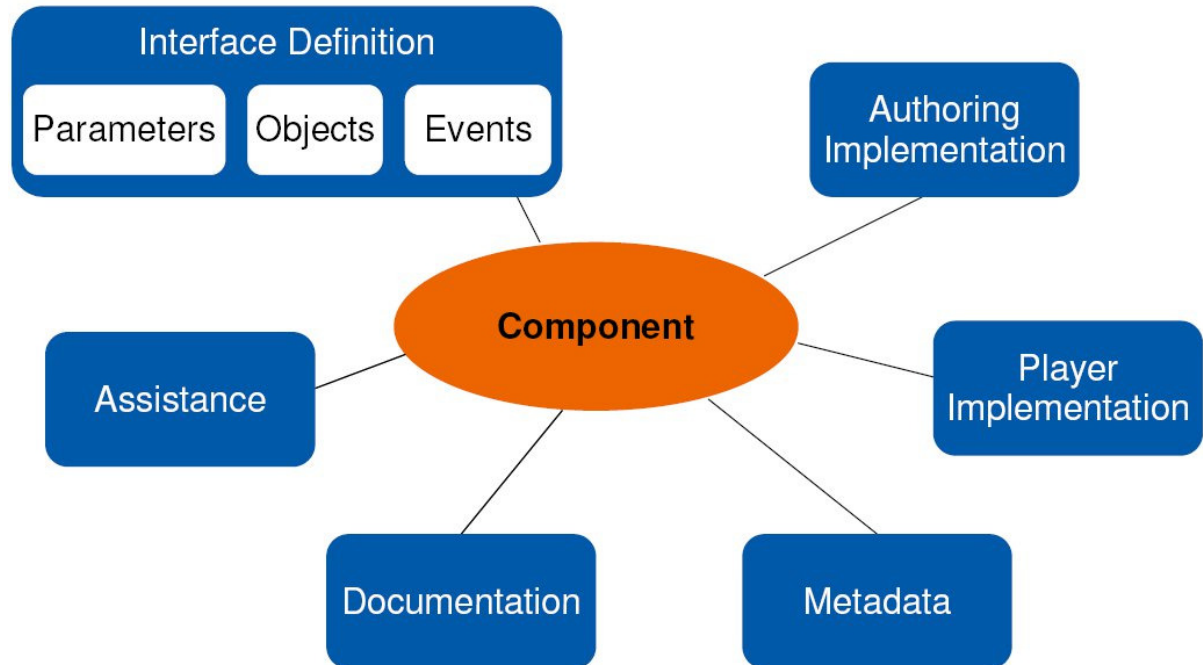 Interface Definition
Parameters
Objects
Events
Authoring
Implementation
Component
Player
Implementation
Assistance
Documentation
Metadata